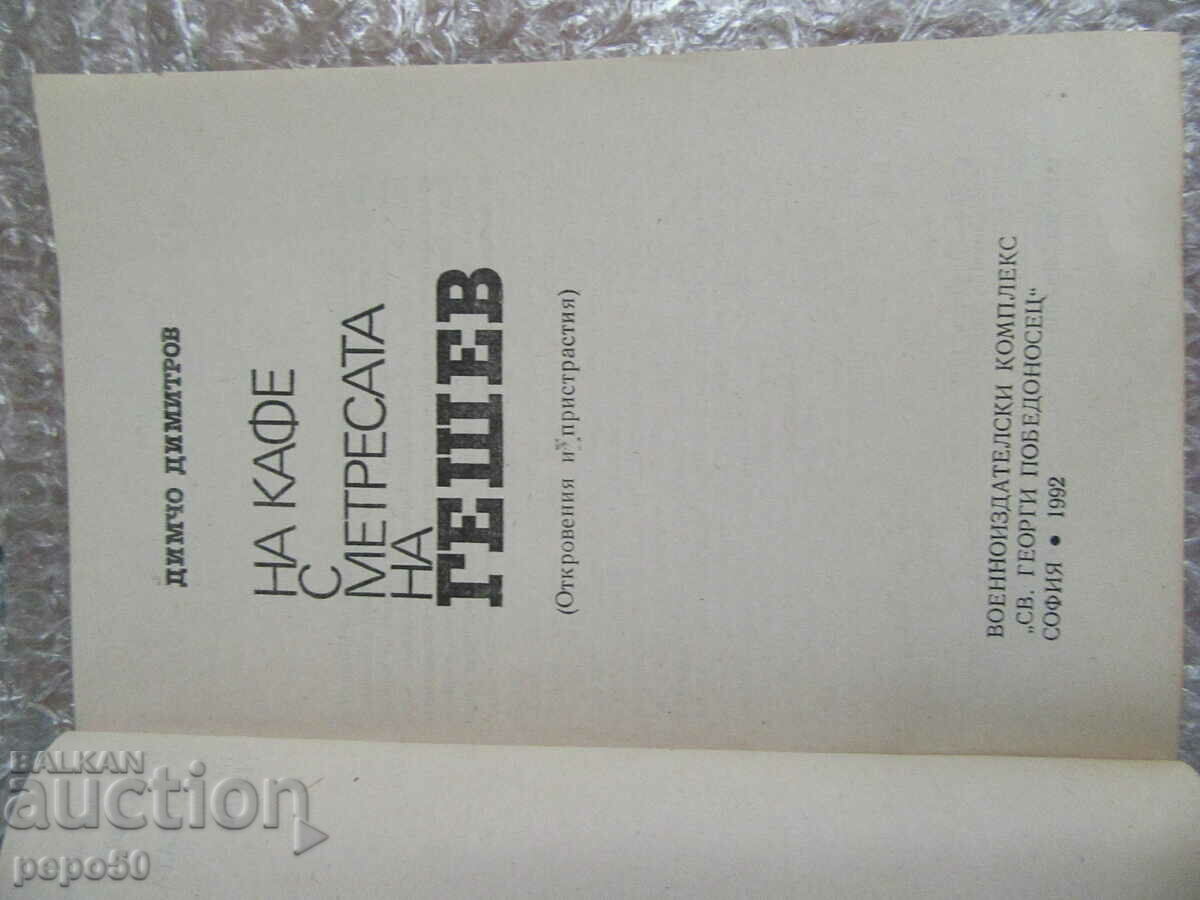 ДИМЧО ДИМИТРОВ
НА КАФЕ
С
МЕТРЕСАТА
НА
ГЕШЕВ
(Откровения и пристрастия)
ВОЕННОИЗДАТЕЛСКИ КОМПЛЕКС
„СВ. ГЕОРГИ ПОБЕДОНОСЕЦ“
СОФИЯ • 1992
BALKAN
auction
pepo50